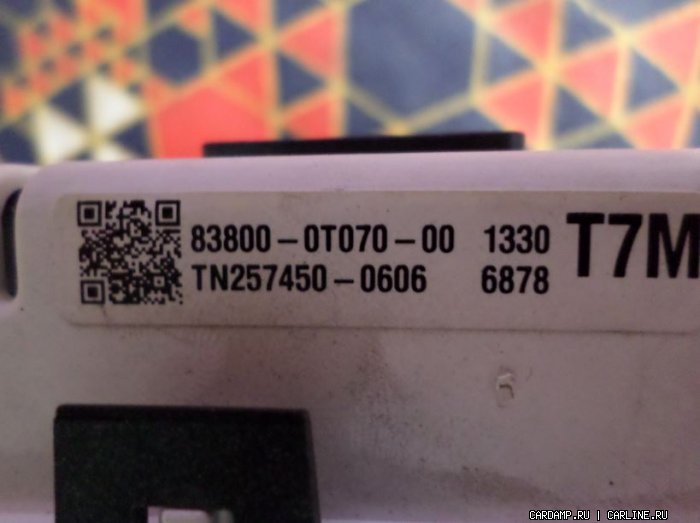 83800-0T070-00 1330 T7M
TN257450-0606 6878
CARDAMP.RU | CARLINE.RU